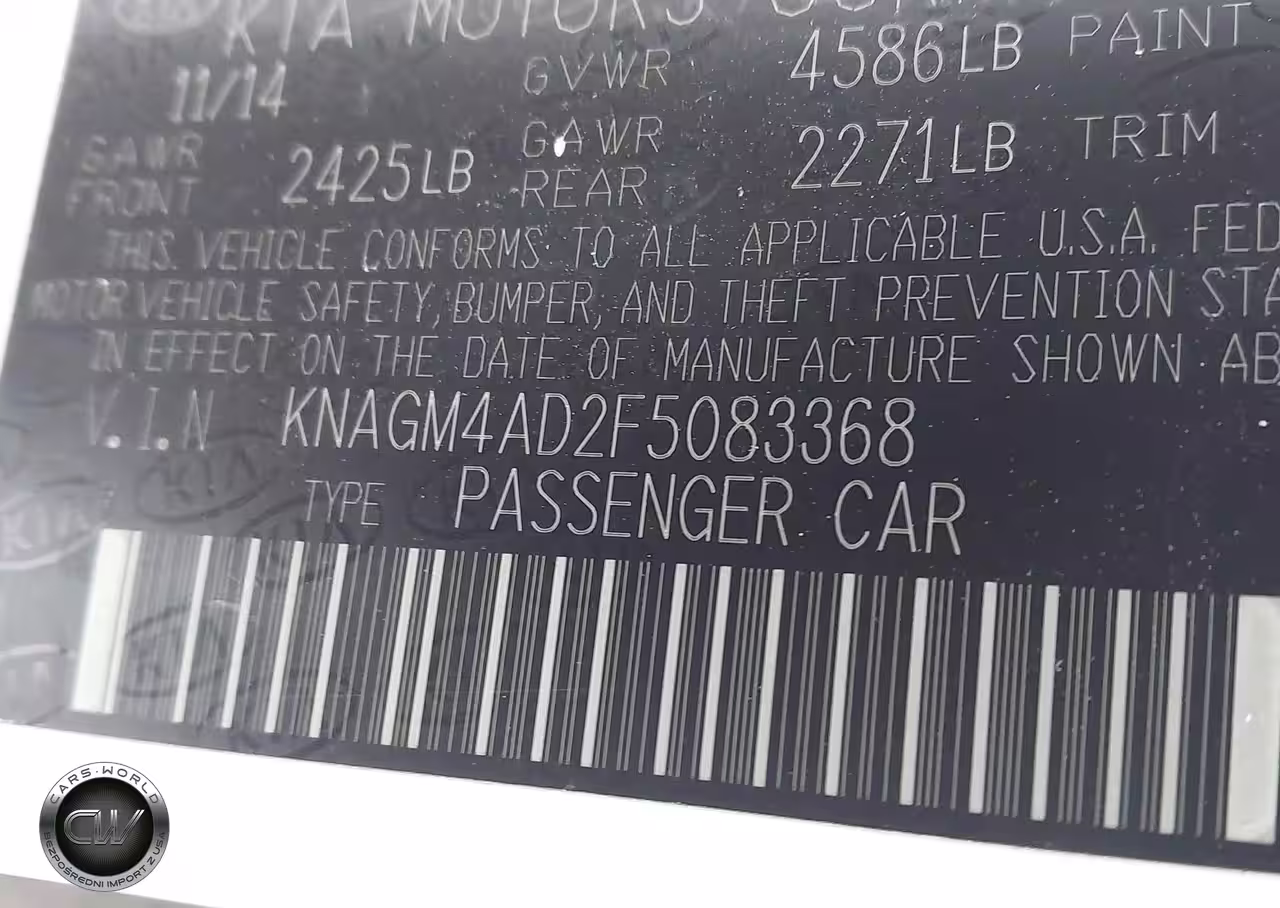 KIA MOTORS COR
11/14 GVWR 4586LB PAINT
GAWR FRONT 2425LB GAWR REAR 2271LB TRIM
THIS VEHICLE CONFORMS TO ALL APPLICABLE U.S.A. FED
MOTOR VEHICLE SAFETY, BUMPER, AND THEFT PREVENTION STA
IN EFFECT ON THE DATE OF MANUFACTURE SHOWN AB
V.I.N KNAGM4AD2F5083368
TYPE PASSENGER CAR
KIA
CARS-WORLD
CW
BEZPOŚREDNI IMPORT Z USA